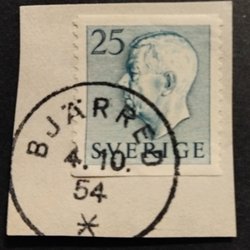 25
BJÄRRED
4.10.
SVERIGE
54
*